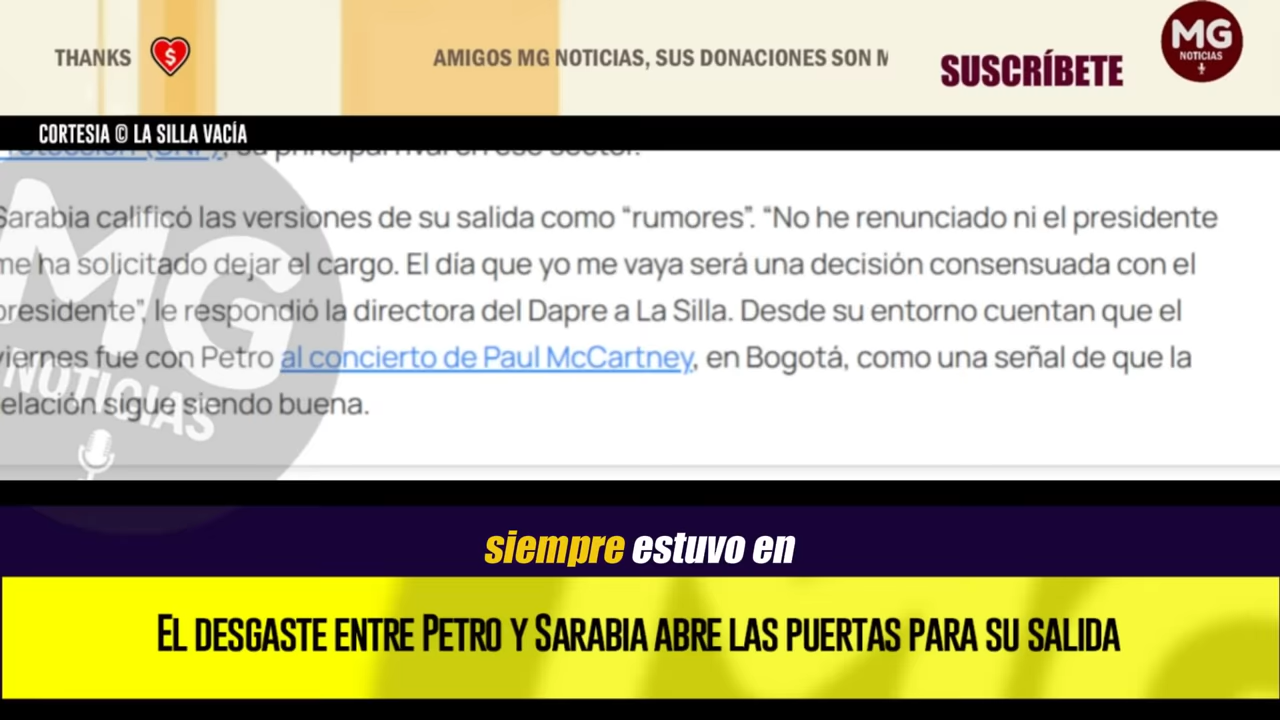 THANKS
AMIGOS MG NOTICIAS, SUS DONACIONES SON
SUSCRÍBETE
MG
NOTICIAS
CORTESIA © LA SILLA VACÍA
Sarabia calificó las versiones de su salida como “rumores”. “No he renunciado ni el presidente
me ha solicitado dejar el cargo. El día que yo me vaya será una decisión consensuada con el
presidente”, le respondió la directora del Dapre a La Silla. Desde su entorno cuentan que el
viernes fue con Petro al concierto de Paul McCartney, en Bogotá, como una señal de que la
relación sigue siendo buena.
MG
NOTICIAS
siempre estuvo en
EL DESGASTE ENTRE PETRO Y SARABIA ABRE LAS PUERTAS PARA SU SALIDA